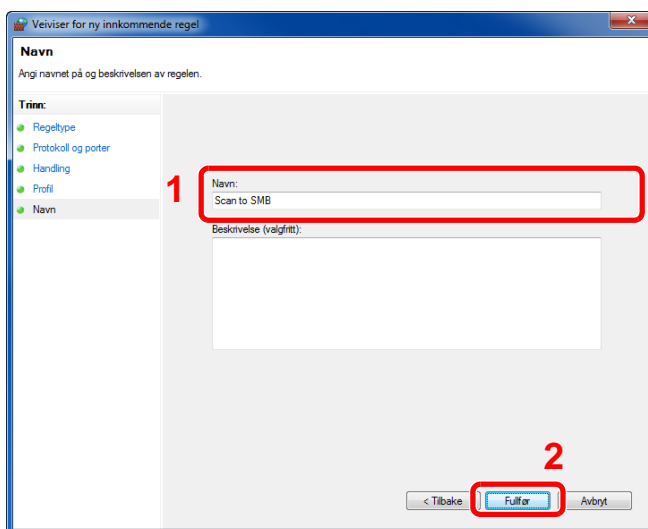 Veiviser for ny innkommende regel
Navn
Angi navnet på og beskrivelsen av regelen.
Trinn:
Regeltype
Protokoll og porter
Handling
Profil
Navn
1
Navn:
Scan to SMB
Beskrivelse (valgfritt):
2
< Tilbake Fullfør Avbryt